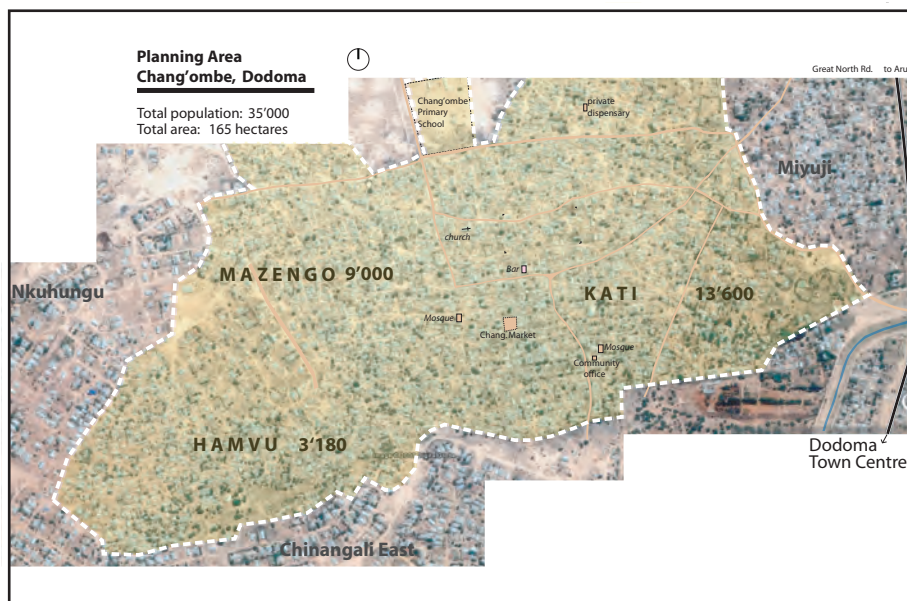 Planning Area
Chang'ombe, Dodoma
Total population: 35'000
Total area: 165 hectares
Great North Rd. to Aru
Chang'ombe
Primary
School
private
dispensary
Miyuji
church
MAZENGO 9'000
Bar
KATI 13'600
Nkuhungu
Mosque
Chang. Market
Mosque
Community
office
HAMVU 3'180
Dodoma
Town Centre
Chinangali East